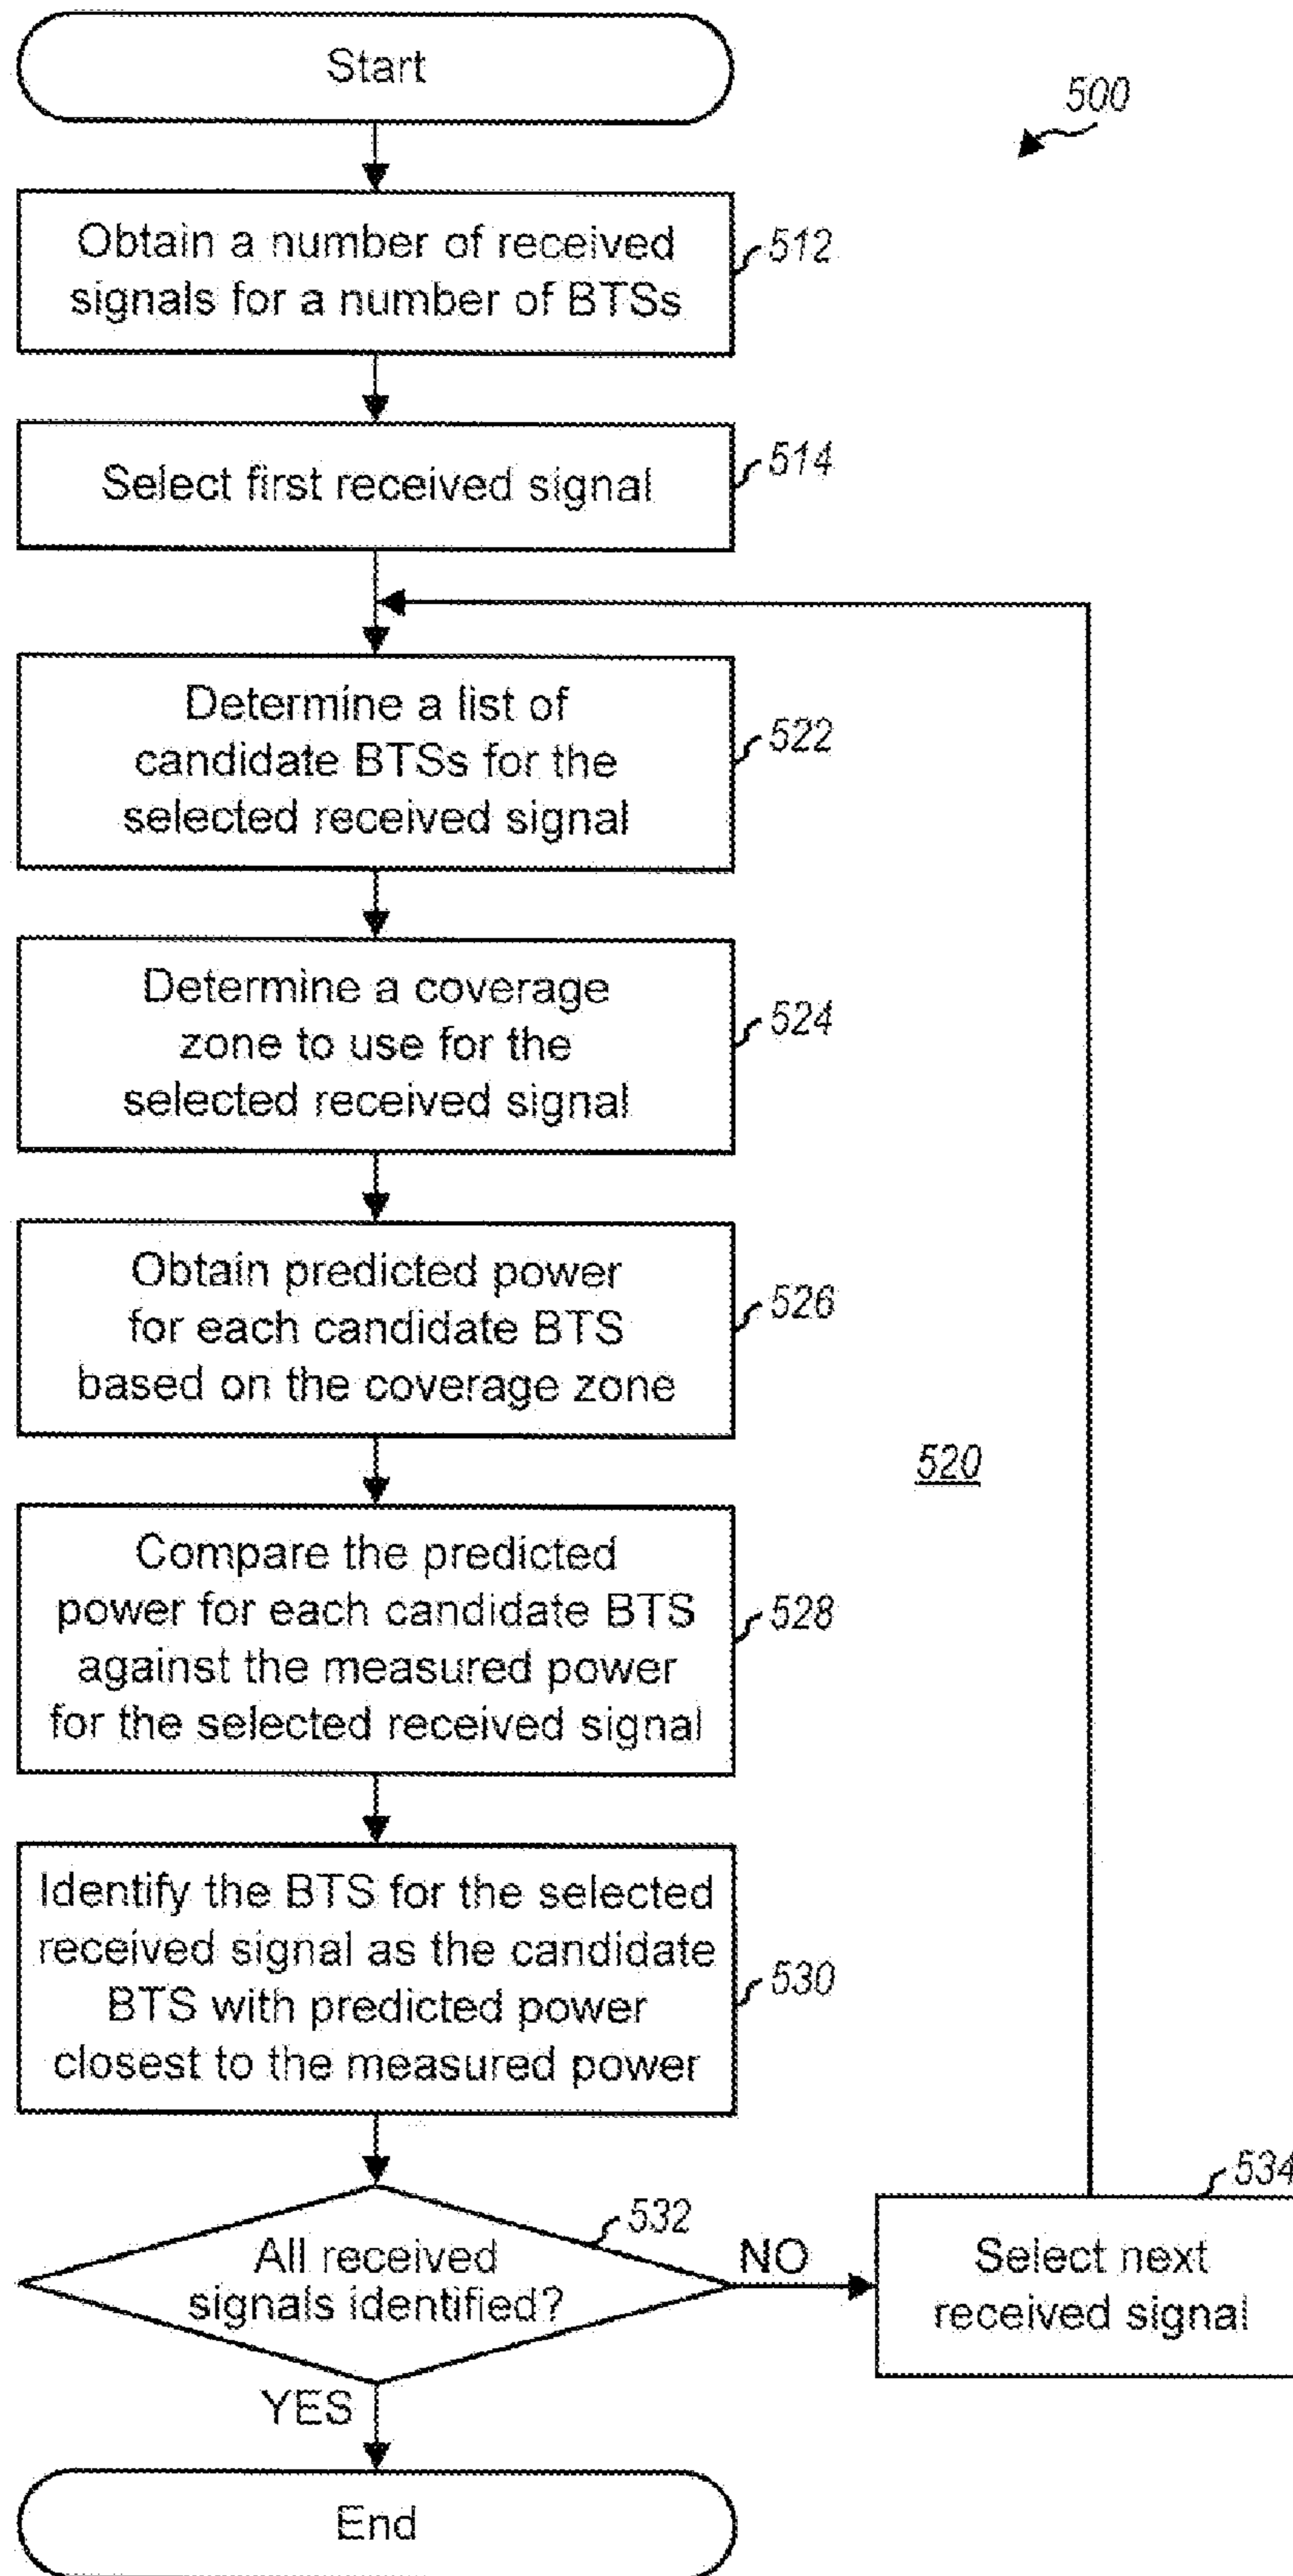 Start
500
Obtain a number of received
signals for a number of BTSs
512
Select first received signal
514
Determine a list of
candidate BTSs for the
selected received signal
522
Determine a coverage
zone to use for the
selected received signal
524
Obtain predicted power
for each candidate BTS
based on the coverage zone
526
520
Compare the predicted
power for each candidate BTS
against the measured power
for the selected received signal
528
Identify the BTS for the selected
received signal as the candidate
BTS with predicted power
closest to the measured power
530
All received
signals identified?
532
NO
Select next
received signal
534
YES
End